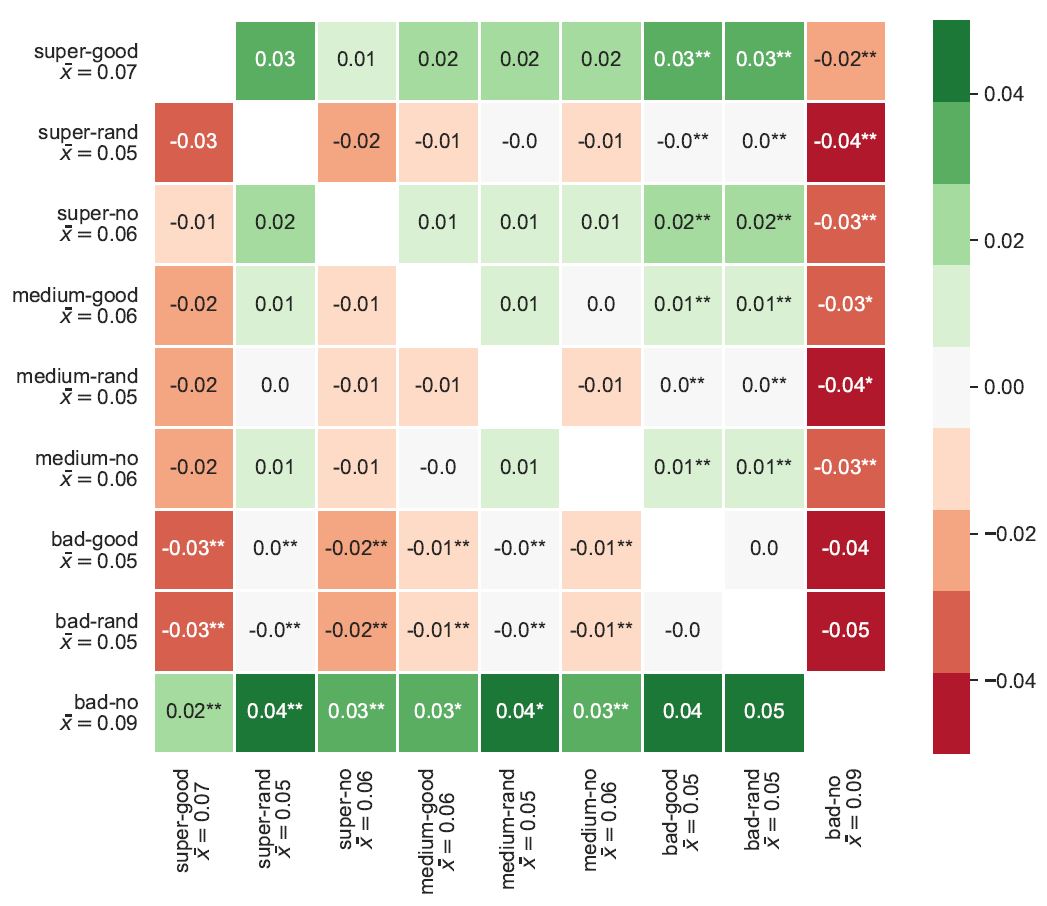 super-good
x̄ = 0.07
0.03
0.01
0.02
0.02
0.02
0.03**
0.03**
-0.02**
super-rand
x̄ = 0.05
-0.03
-0.02
-0.01
-0.0
-0.01
-0.0**
0.0**
-0.04**
super-no
x̄ = 0.06
-0.01
0.02
0.01
0.01
0.01
0.02**
0.02**
-0.03**
medium-good
x̄ = 0.06
-0.02
0.01
-0.01
0.01
0.0
0.01**
0.01**
-0.03*
medium-rand
x̄ = 0.05
-0.02
0.0
-0.01
-0.01
-0.01
0.0**
0.0**
-0.04*
medium-no
x̄ = 0.06
-0.02
0.01
-0.01
-0.0
0.01
0.01**
0.01**
-0.03**
bad-good
x̄ = 0.05
-0.03**
0.0**
-0.02**
-0.01**
-0.0**
-0.01**
0.0
-0.04
bad-rand
x̄ = 0.05
-0.03**
-0.0**
-0.02**
-0.01**
-0.0**
-0.01**
-0.0
-0.05
bad-no
x̄ = 0.09
0.02**
0.04**
0.03**
0.03*
0.04*
0.03**
0.04
0.05
super-good
x̄ = 0.07
super-rand
x̄ = 0.05
super-no
x̄ = 0.06
medium-good
x̄ = 0.06
medium-rand
x̄ = 0.05
medium-no
x̄ = 0.06
bad-good
x̄ = 0.05
bad-rand
x̄ = 0.05
bad-no
x̄ = 0.09
0.04
0.02
0.00
−0.02
−0.04